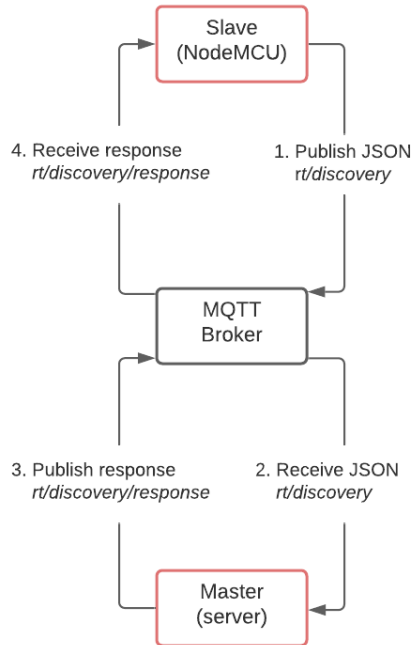 Slave
(NodeMCU)
4. Receive response
rt/discovery/response
1. Publish JSON
rt/discovery
MQTT
Broker
3. Publish response
rt/discovery/response
2. Receive JSON
rt/discovery
Master
(server)